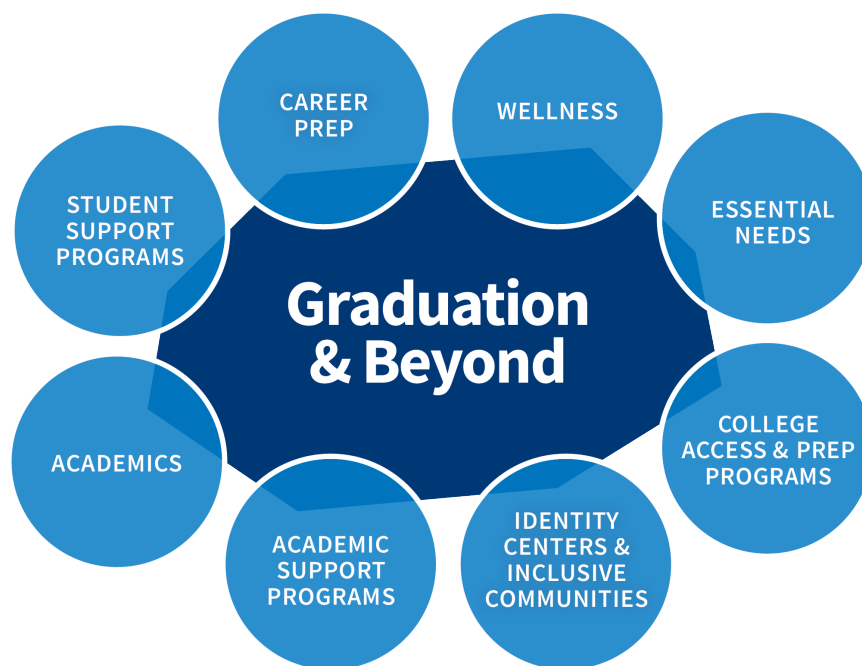 CAREER
PREP
WELLNESS
STUDENT
SUPPORT
PROGRAMS
ESSENTIAL
NEEDS
Graduation
& Beyond
ACADEMICS
COLLEGE
ACCESS & PREP
PROGRAMS
ACADEMIC
SUPPORT
PROGRAMS
IDENTITY
CENTERS &
INCLUSIVE
COMMUNITIES